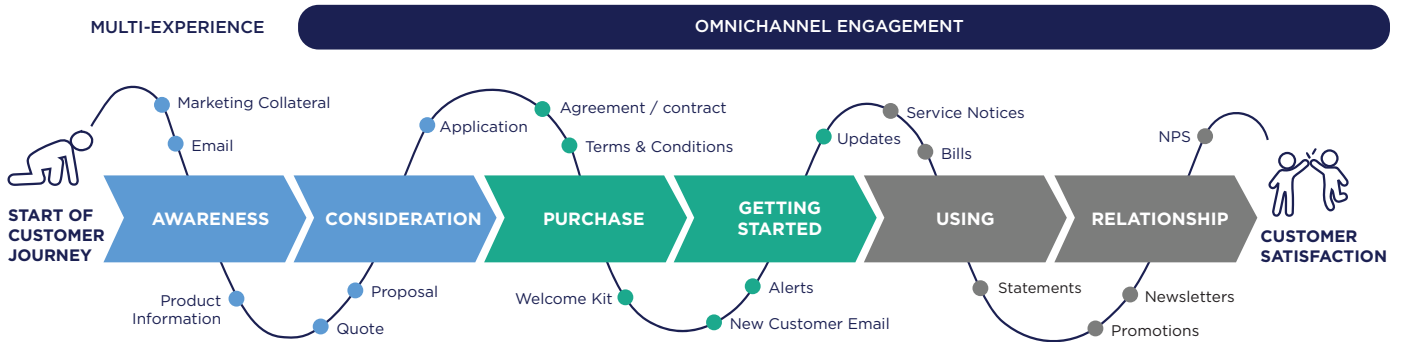 MULTI-EXPERIENCE
OMNICHANNEL ENGAGEMENT
Marketing Collateral
Email
Application
Agreement / contract
Terms & Conditions
Updates
Service Notices
Bills
NPS
START OF
CUSTOMER
JOURNEY
AWARENESS
CONSIDERATION
PURCHASE
GETTING
STARTED
USING
RELATIONSHIP
CUSTOMER
SATISFACTION
Product
Information
Quote
Proposal
Welcome Kit
New Customer Email
Alerts
Statements
Promotions
Newsletters